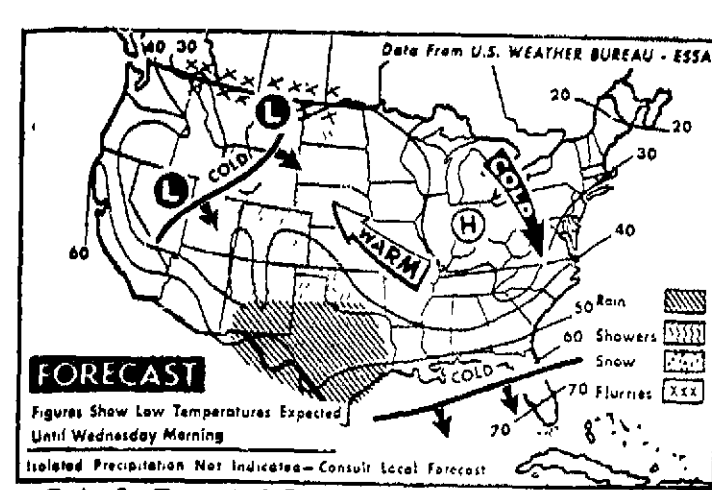 Data From U.S. WEATHER BUREAU - ESSA
40 30
20
20
30
40
50
60
70
70
60
L
L
COLD
COLD
H
WARM
COLD
Rain
Showers
Snow
Flurries
FORECAST
Figures Show Low Temperatures Expected
Until Wednesday Morning
Isolated Precipitation Not Indicated - Consult Local Forecast